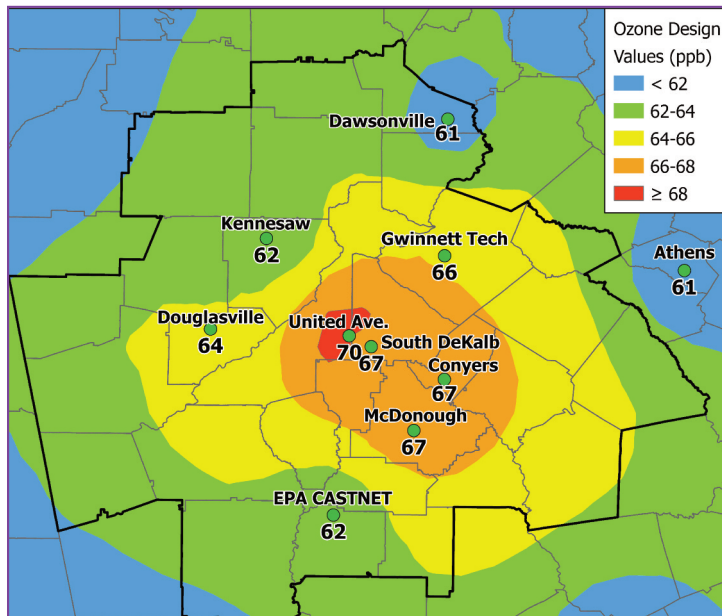 Ozone Design
Values (ppb)
< 62
62-64
64-66
66-68
≥ 68
Dawsonville
61
Kennesaw
62
Gwinnett Tech
66
Athens
61
Douglasville
64
United Ave.
70
South DeKalb
67
Conyers
67
McDonough
67
EPA CASTNET
62